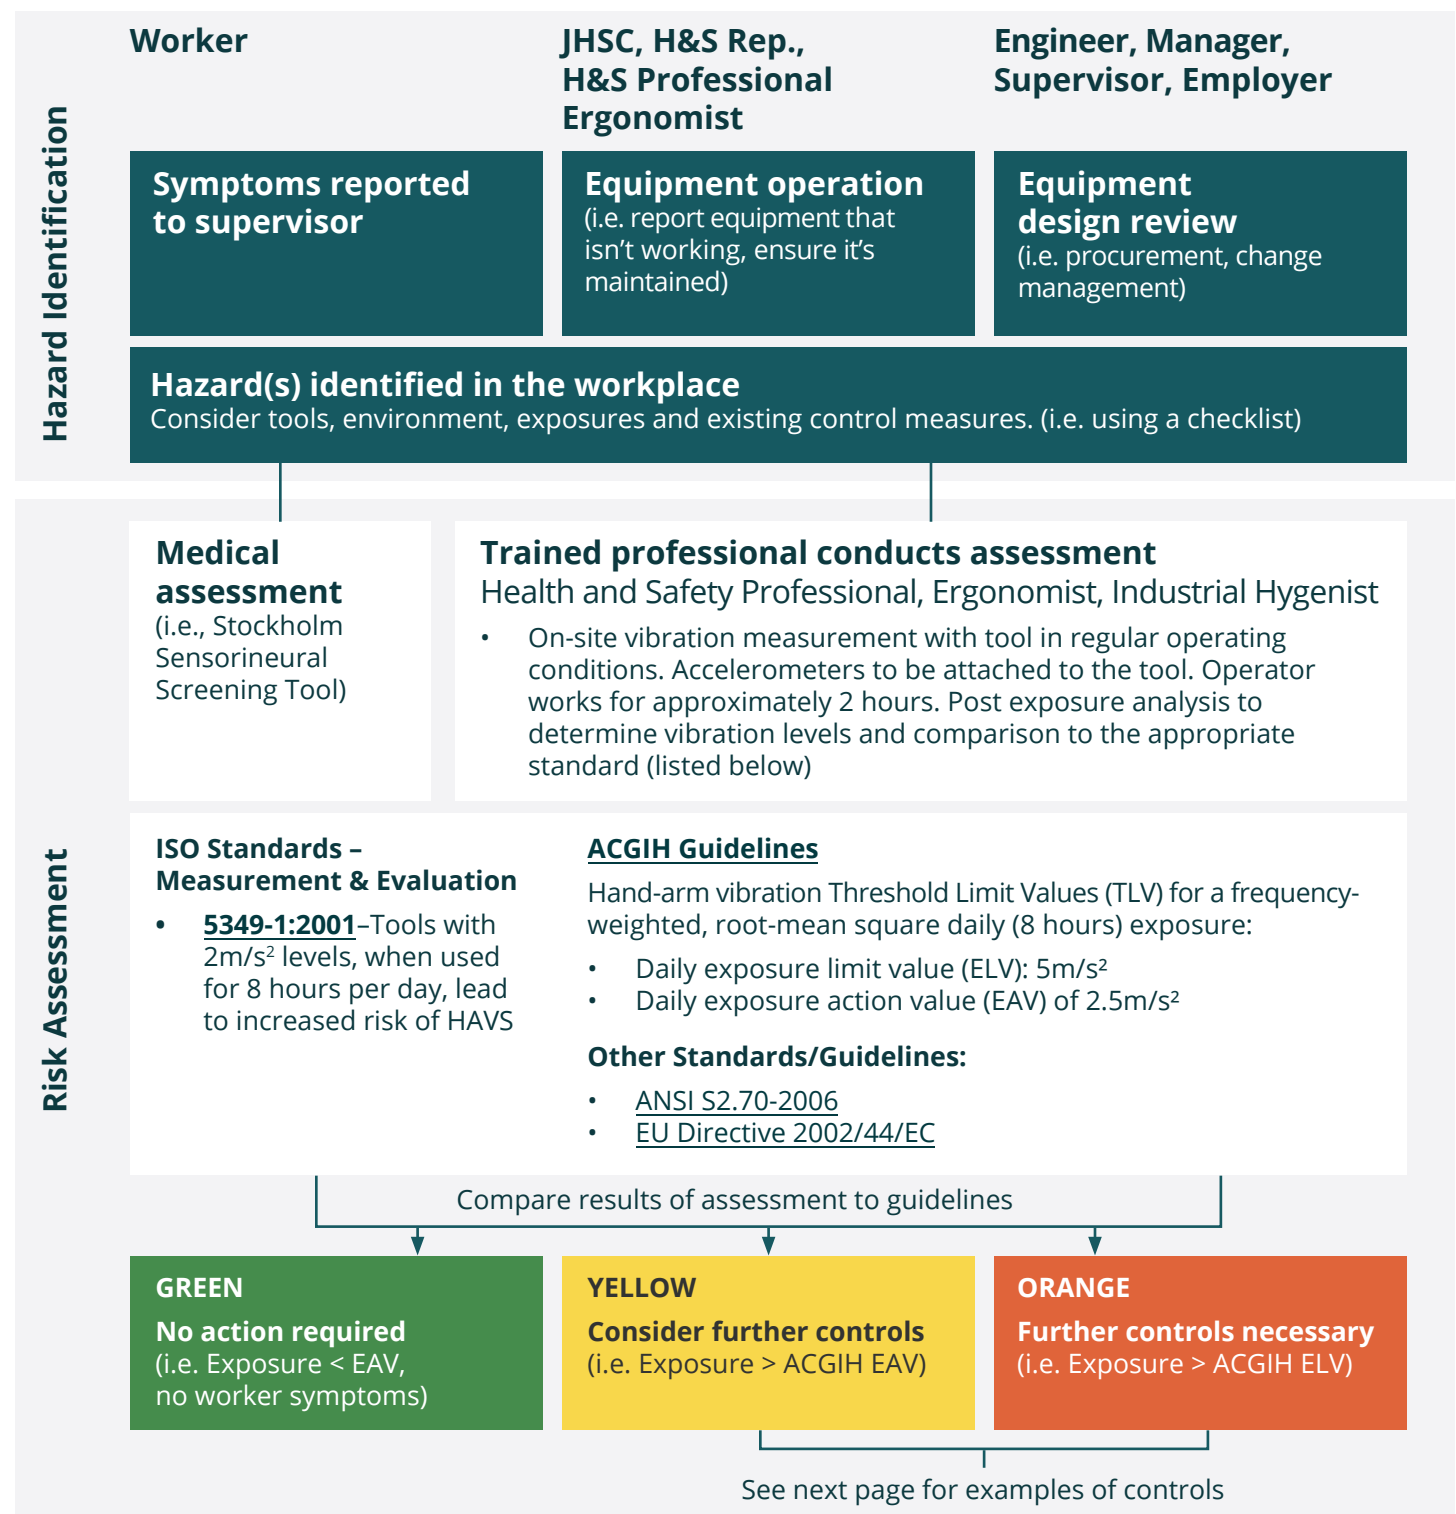 Hazard Identification
Worker
JHSC, H&S Rep.,
H&S Professional
Ergonomist
Engineer, Manager,
Supervisor, Employer
Symptoms reported
to supervisor
Equipment operation
(i.e. report equipment that
isn’t working, ensure it’s
maintained)
Equipment
design review
(i.e. procurement, change
management)
Hazard(s) identified in the workplace
Consider tools, environment, exposures and existing control measures. (i.e. using a checklist)
Risk Assessment
Medical
assessment
(i.e., Stockholm
Sensorineural
Screening Tool)
Trained professional conducts assessment
Health and Safety Professional, Ergonomist, Industrial Hygenist
• On-site vibration measurement with tool in regular operating
conditions. Accelerometers to be attached to the tool. Operator
works for approximately 2 hours. Post exposure analysis to
determine vibration levels and comparison to the appropriate
standard (listed below)
ISO Standards –
Measurement & Evaluation
• 5349-1:2001–Tools with
2m/s² levels, when used
for 8 hours per day, lead
to increased risk of HAVS
ACGIH Guidelines
Hand-arm vibration Threshold Limit Values (TLV) for a frequency-
weighted, root-mean square daily (8 hours) exposure:
• Daily exposure limit value (ELV): 5m/s²
• Daily exposure action value (EAV) of 2.5m/s²
Other Standards/Guidelines:
• ANSI S2.70-2006
• EU Directive 2002/44/EC
Compare results of assessment to guidelines
GREEN
No action required
(i.e. Exposure < EAV,
no worker symptoms)
YELLOW
Consider further controls
(i.e. Exposure > ACGIH EAV)
ORANGE
Further controls necessary
(i.e. Exposure > ACGIH ELV)
See next page for examples of controls